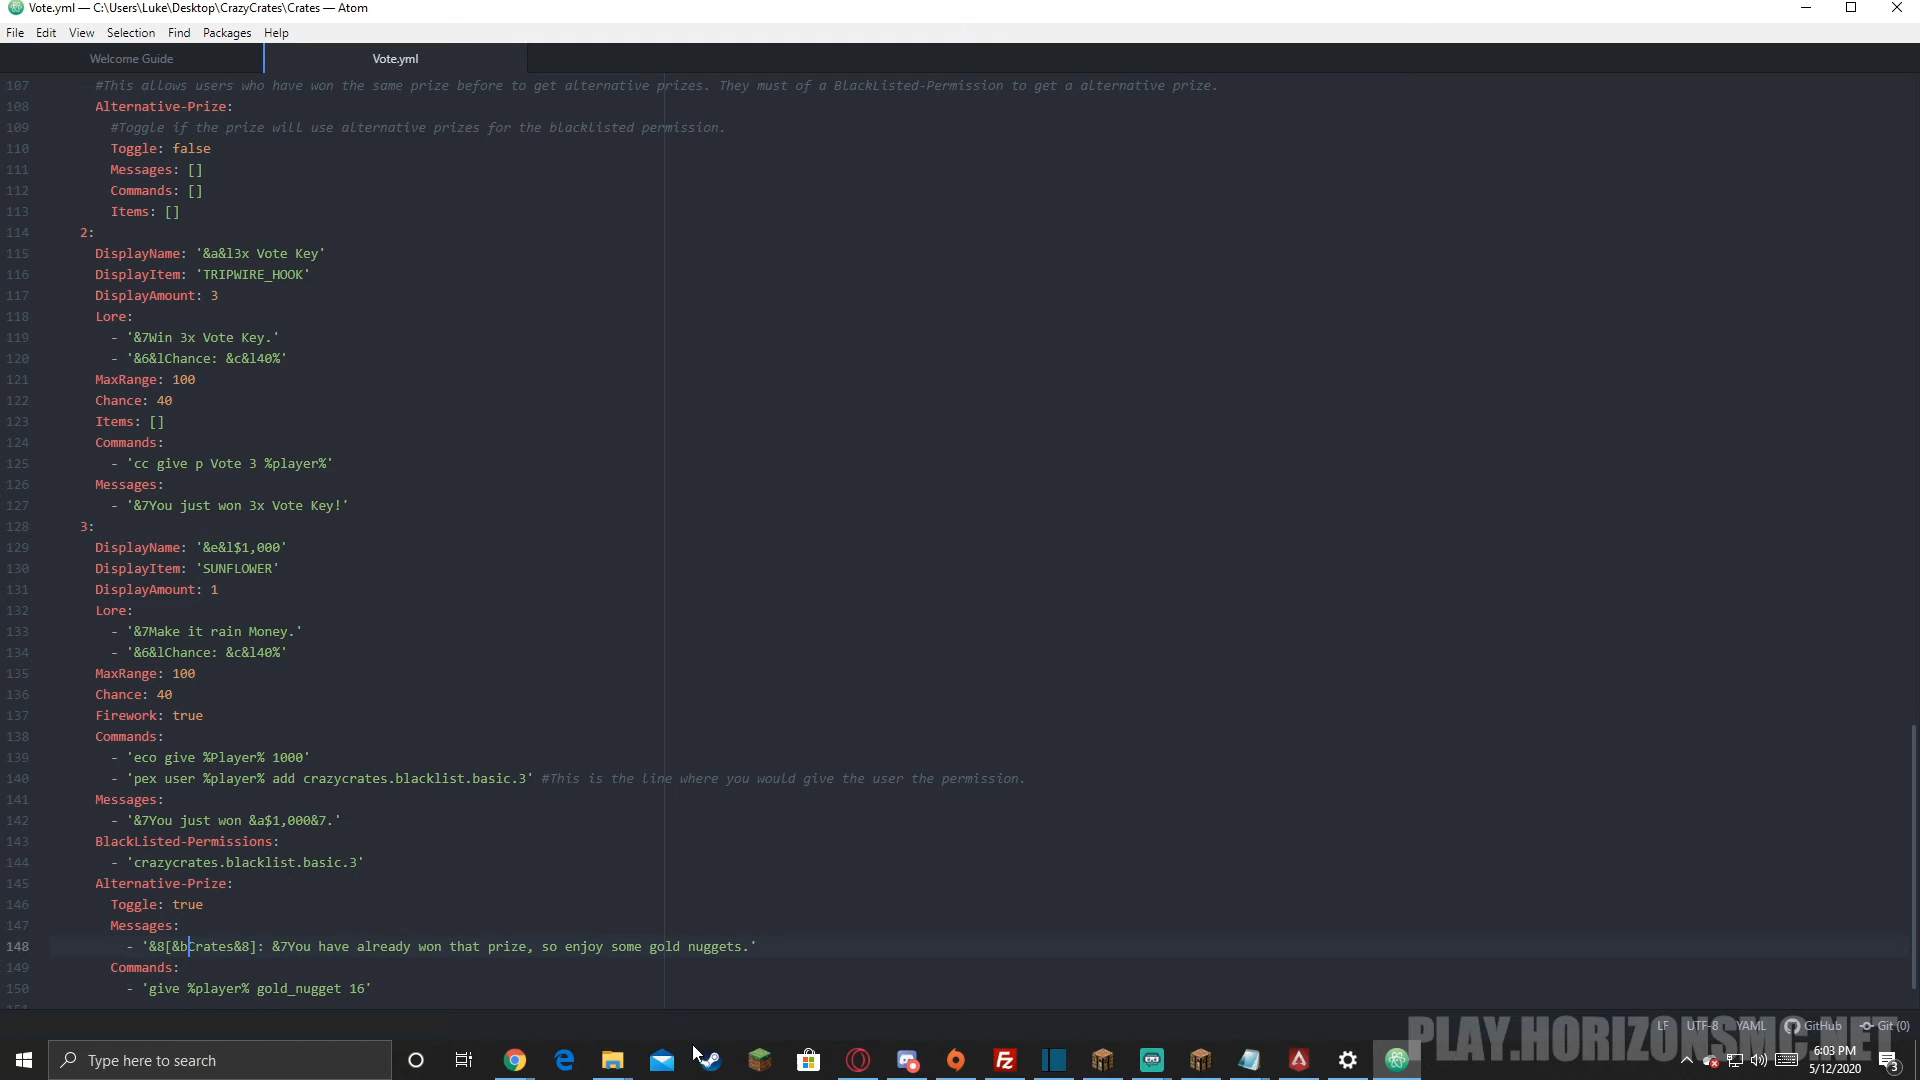 Vote.yml — C:\Users\Luke\Desktop\CrazyCrates\Crates — Atom
File Edit View Selection Find Packages Help
Welcome Guide
Vote.yml
107 #This allows users who have won the same prize before to get alternative prizes. They must of a BlackListed-Permission to get a alternative prize.
108 Alternative-Prize:
109 #Toggle if the prize will use alternative prizes for the blacklisted permission.
110 Toggle: false
111 Messages: []
112 Commands: []
113 Items: []
114 2:
115 DisplayName: '&a&l3x Vote Key'
116 DisplayItem: 'TRIPWIRE_HOOK'
117 DisplayAmount: 3
118 Lore:
119 - '&7Win 3x Vote Key.'
120 - '&6&lChance: &c&l40%'
121 MaxRange: 100
122 Chance: 40
123 Items: []
124 Commands:
125 - 'cc give p Vote 3 %player%'
126 Messages:
127 - '&7You just won 3x Vote Key!'
128 3:
129 DisplayName: '&e&l$1,000'
130 DisplayItem: 'SUNFLOWER'
131 DisplayAmount: 1
132 Lore:
133 - '&7Make it rain Money.'
134 - '&6&lChance: &c&l40%'
135 MaxRange: 100
136 Chance: 40
137 Firework: true
138 Commands:
139 - 'eco give %Player% 1000'
140 - 'pex user %player% add crazycrates.blacklist.basic.3' #This is the line where you would give the user the permission.
141 Messages:
142 - '&7You just won &a$1,000&7.'
143 BlackListed-Permissions:
144 - 'crazycrates.blacklist.basic.3'
145 Alternative-Prize:
146 Toggle: true
147 Messages:
148 - '&8[&bCrates&8]: &7You have already won that prize, so enjoy some gold nuggets.'
149 Commands:
150 - 'give %player% gold_nugget 16'
151
LF UTF-8 YAML GitHub Git (0)
PLAY.HORIZONSMC.NET
Type here to search
6:03 PM
5/12/2020
3